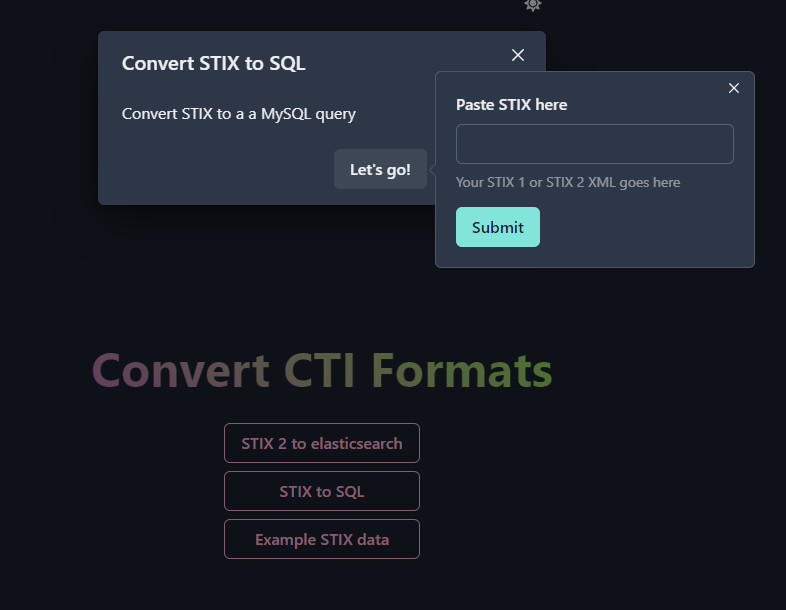 Convert STIX to SQL
Convert STIX to a a MySQL query
Let's go!
Paste STIX here
Your STIX 1 or STIX 2 XML goes here
Submit
Convert CTI Formats
STIX 2 to elasticsearch
STIX to SQL
Example STIX data